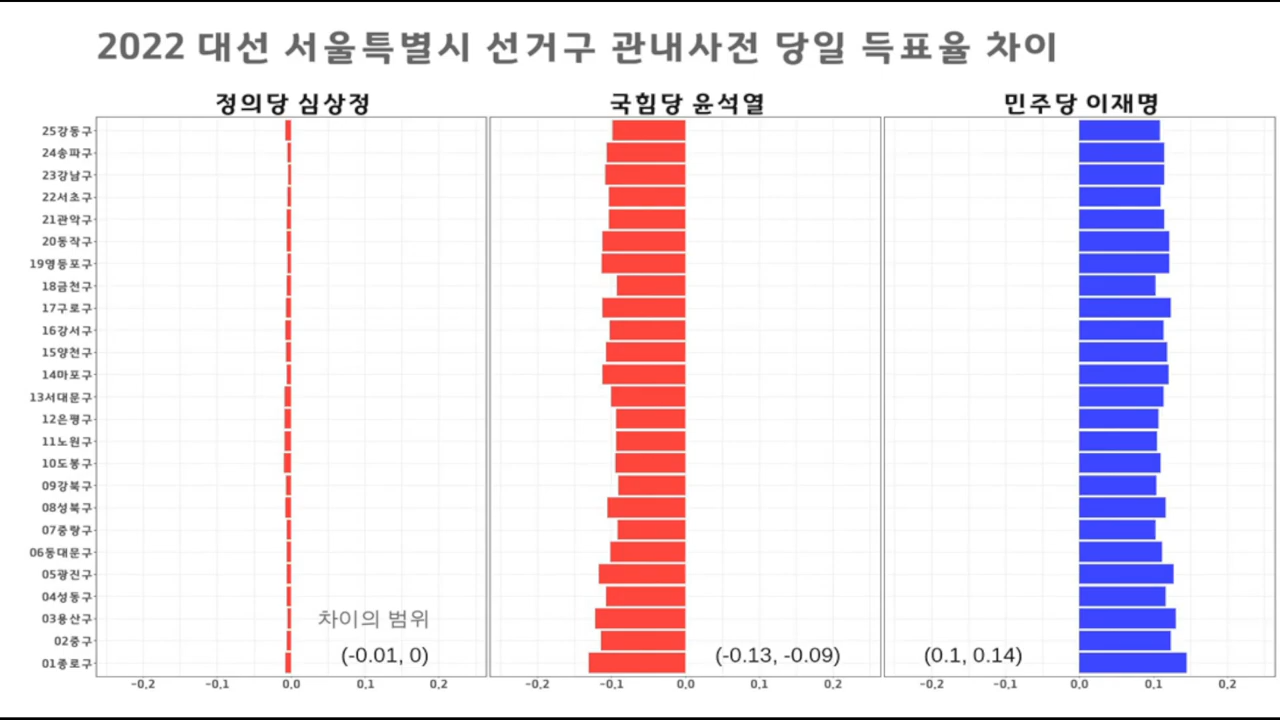 2022 대선 서울특별시 선거구 관내사전 당일 득표율 차이
정의당 심상정
국힘당 윤석열
민주당 이재명
25강동구
24송파구
23강남구
22서초구
21관악구
20동작구
19영등포구
18금천구
17구로구
16강서구
15양천구
14마포구
13서대문구
12은평구
11노원구
10도봉구
09강북구
08성북구
07중랑구
06동대문구
05광진구
04성동구
03용산구
02중구
01종로구
차이의 범위
(-0.01, 0)
(-0.13, -0.09)
(0.1, 0.14)
-0.2 -0.1 0.0 0.1 0.2
-0.2 -0.1 0.0 0.1 0.2
-0.2 -0.1 0.0 0.1 0.2